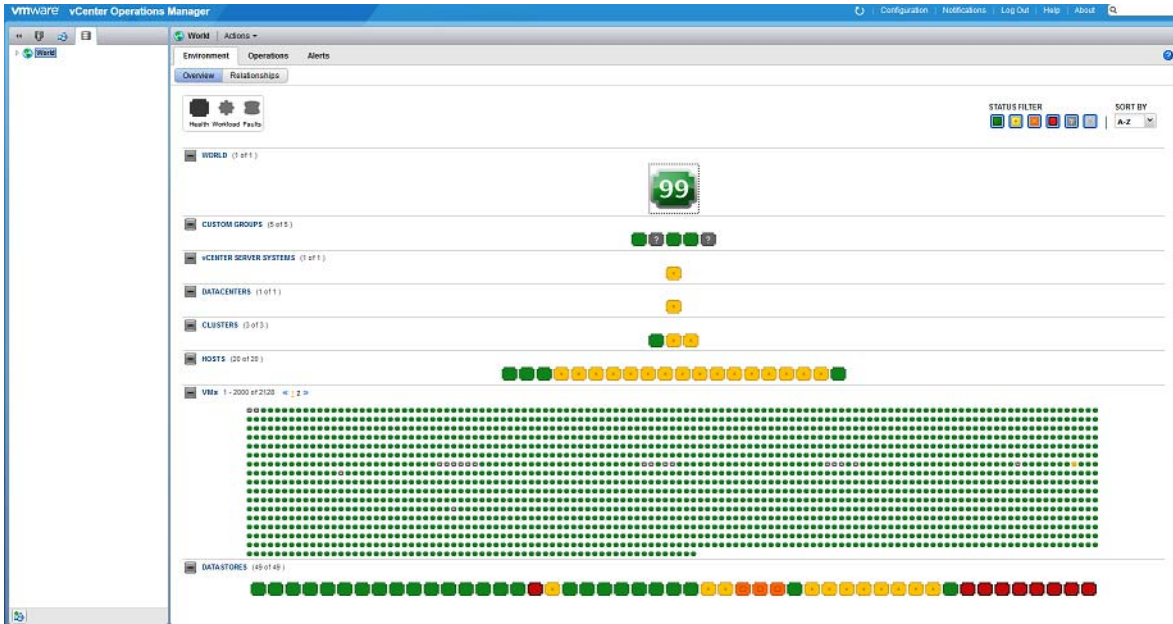 vmware vCenter Operations Manager
Configuration | Notifications | Log Out | Help | About
World
World Actions
Environment Operations Alerts
Overview Relationships
Health Workload Faults
STATUS FILTER
SORT BY
A-Z
WORLD (1 of 1)
99
CUSTOM GROUPS (5 of 5)
? ?
vCENTER SERVER SYSTEMS (1 of 1)
DATACENTERS (1 of 1)
CLUSTERS (3 of 3)
HOSTS (20 of 20)
VMs 1 - 2000 of 2128 « 1 2 »
DATASTORES (49 of 49)